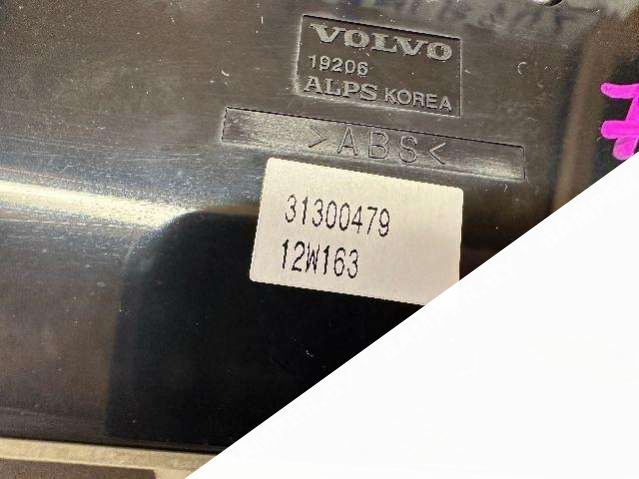 VOLVO
19206
ALPS KOREA
>ABS<
31300479
12W163